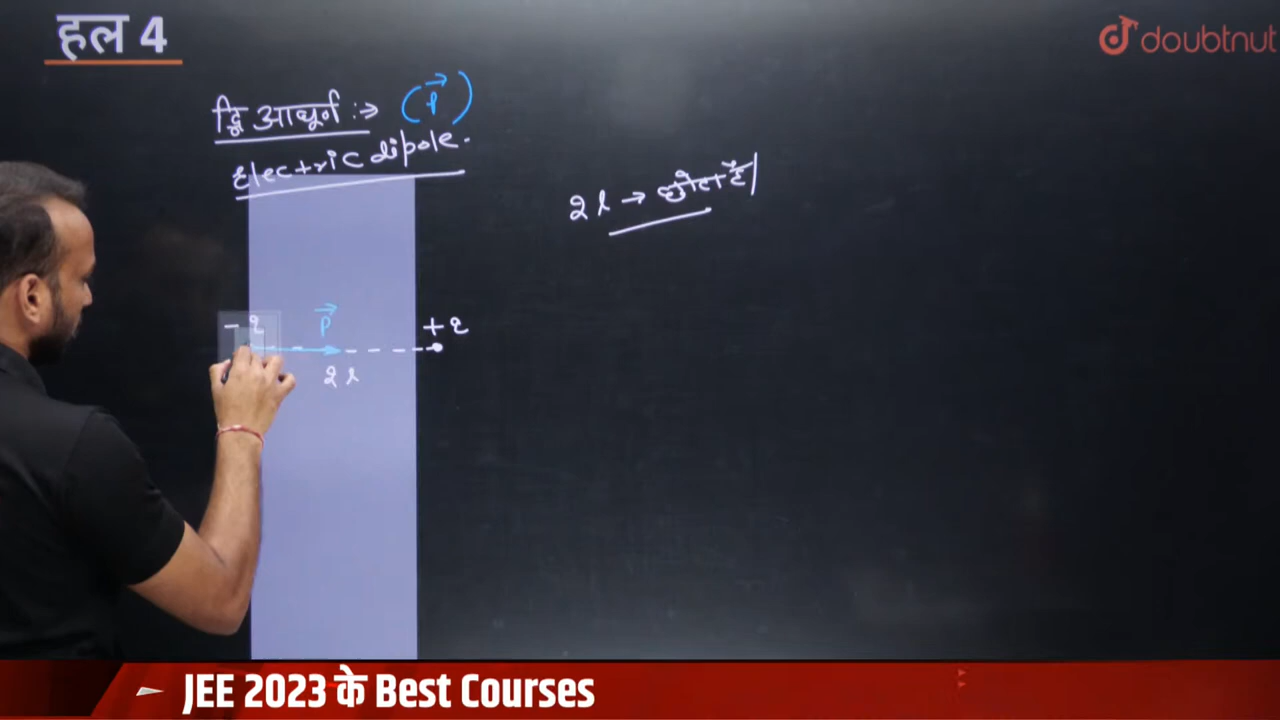 हल 4
doubtnut
द्वि आघूर्ण :→ (P⃗)
Electric dipole.
2l → छोटा है।
-q P⃗ +q
2l
JEE 2023 के Best Courses